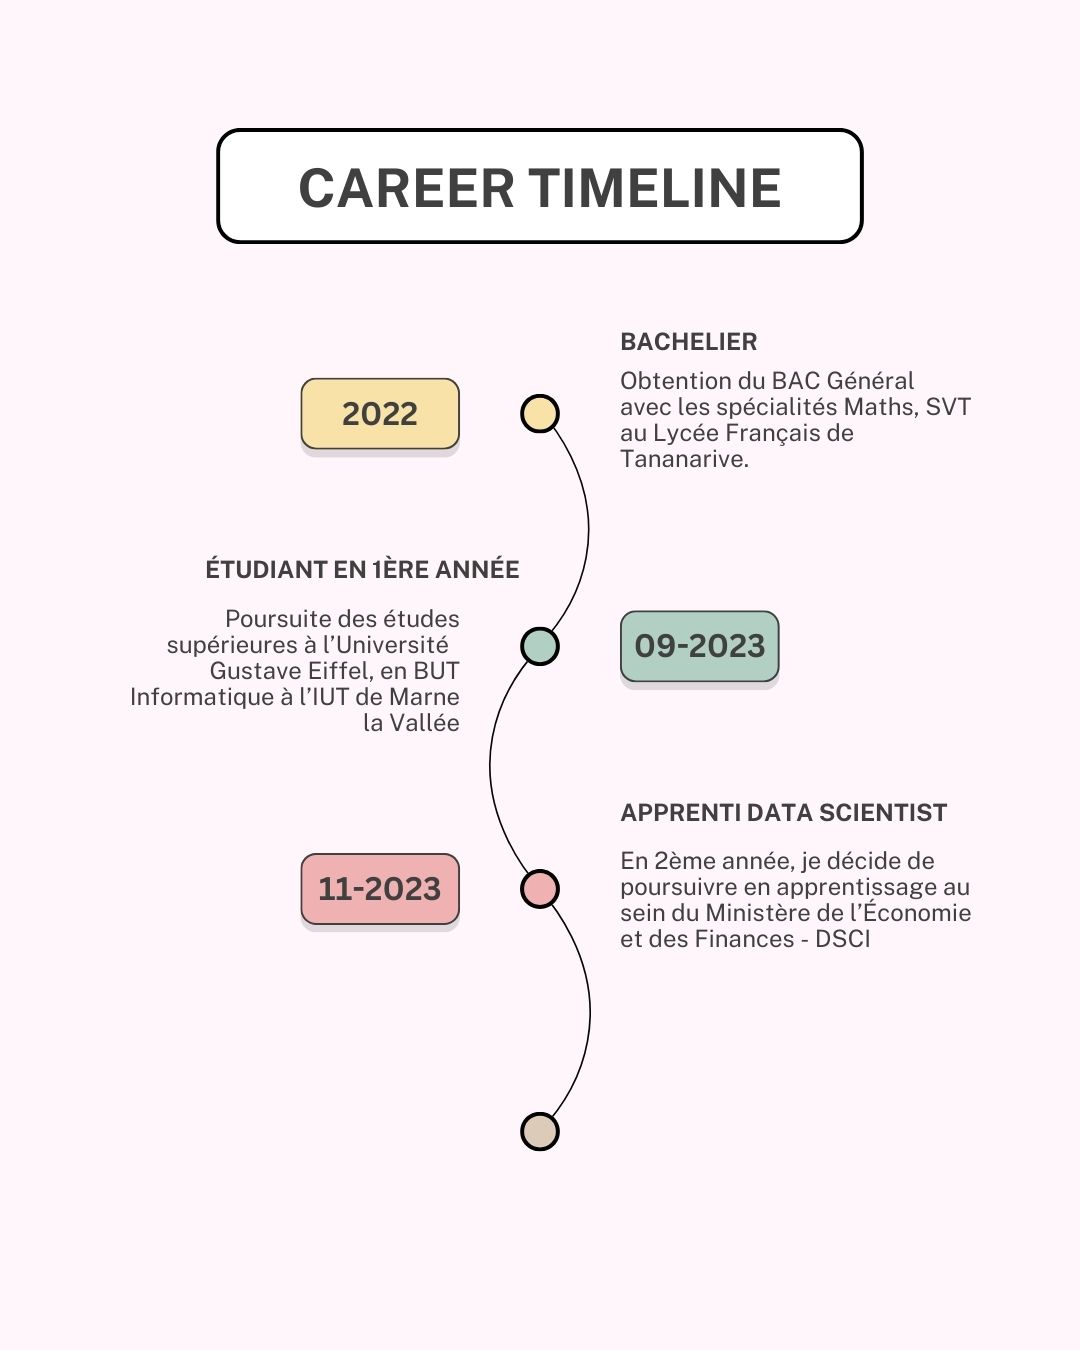 CAREER TIMELINE
BACHELIER
Obtention du BAC Général
avec les spécialités Maths, SVT
au Lycée Français de
Tananarive.
2022
ÉTUDIANT EN 1ÈRE ANNÉE
Poursuite des études
supérieures à l’Université
Gustave Eiffel, en BUT
Informatique à l’IUT de Marne
la Vallée
09-2023
APPRENTI DATA SCIENTIST
En 2ème année, je décide de
poursuivre en apprentissage au
sein du Ministère de l’Économie
et des Finances - DSCI
11-2023